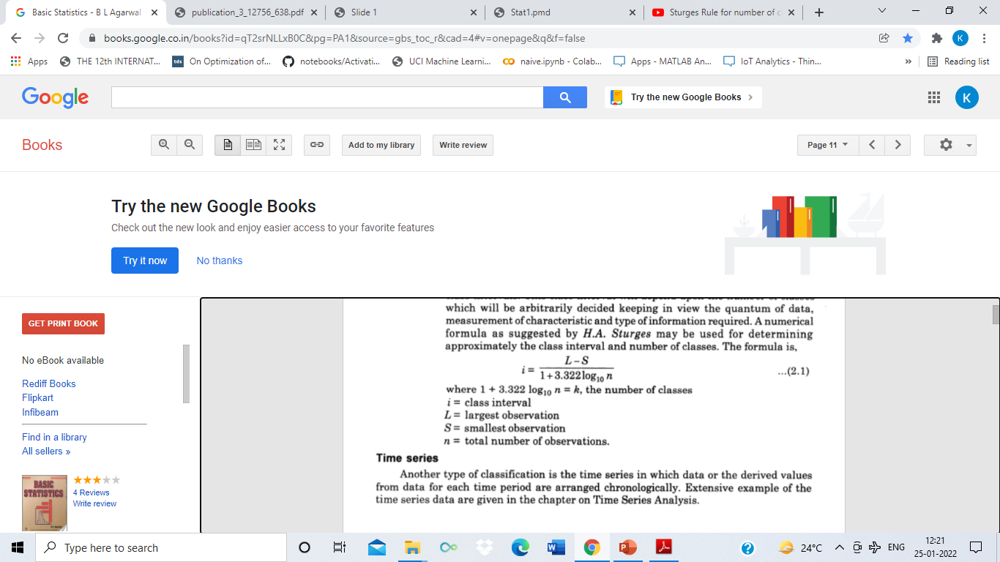 Basic Statistics - B L Agarwal
publication_3_12756_638.pdf
Slide 1
Stat1.pmd
Sturges Rule for number of c
books.google.co.in/books?id=qT2srNLLxB0C&pg=PA1&source=gbs_toc_r&cad=4#v=onepage&q&f=false
K
Apps
THE 12th INTERNAT...
tds
On Optimization of...
notebooks/Activati...
UCI Machine Learni...
naive.ipynb - Colab...
Apps - MATLAB An...
IoT Analytics - Thin...
»
Reading list
Google
Try the new Google Books
K
Books
Add to my library
Write review
Page 11
Try the new Google Books
Check out the new look and enjoy easier access to your favorite features
Try it now
No thanks
GET PRINT BOOK
No eBook available
Rediff Books
Flipkart
Infibeam
Find in a library
All sellers »
BASIC
STATISTICS
4 Reviews
Write review
which will be arbitrarily decided keeping in view the quantum of data,
measurement of characteristic and type of information required. A numerical
formula as suggested by H.A. Sturges may be used for determining
approximately the class interval and number of classes. The formula is,
i = (L – S) / (1 + 3.322 log₁₀ n) ...(2.1)
where 1 + 3.322 log₁₀ n = k, the number of classes
i = class interval
L = largest observation
S = smallest observation
n = total number of observations.
Time series
Another type of classification is the time series in which data or the derived values
from data for each time period are arranged chronologically. Extensive example of the
time series data are given in the chapter on Time Series Analysis.
Type here to search
24°C
ENG
12:21
25-01-2022